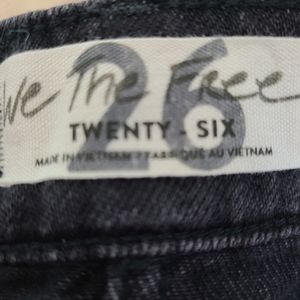 We The Free
26
TWENTY - SIX
MADE IN VIETNAM / FABRIQUÉ AU VIETNAM